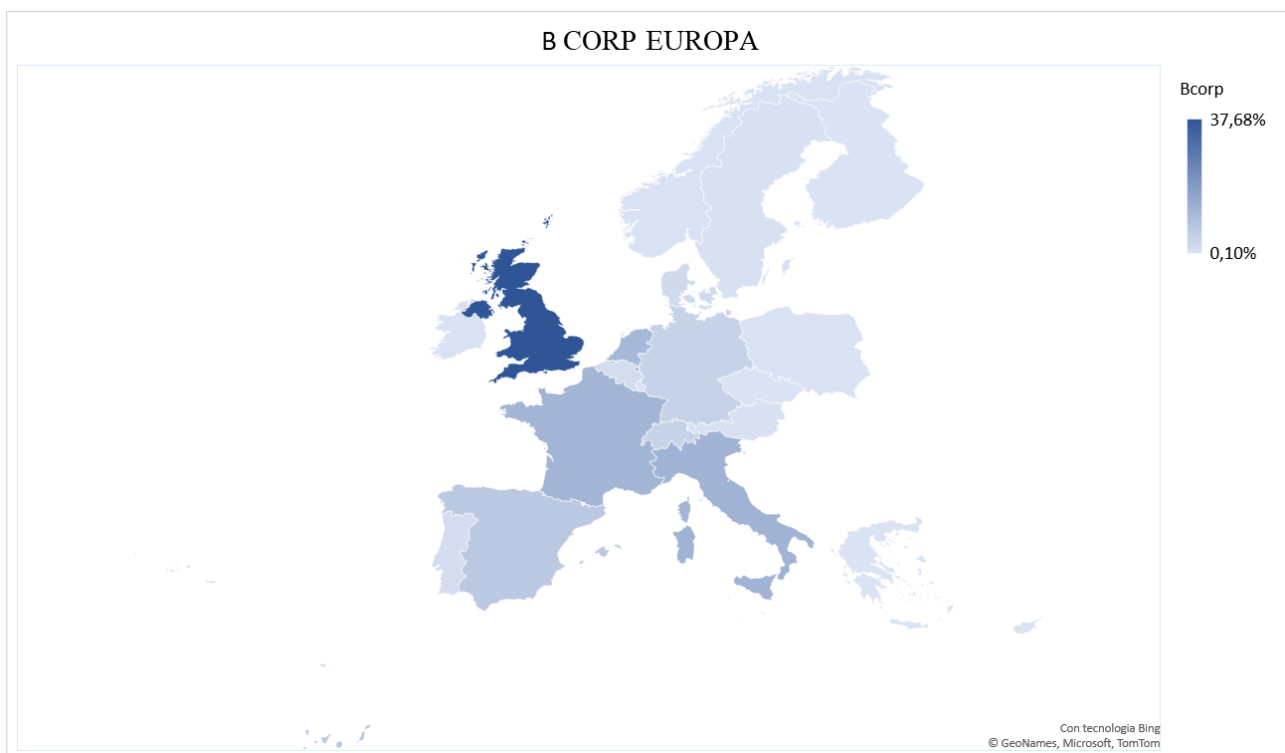 B CORP EUROPA
Bcorp
37,68%
0,10%
Con tecnologia Bing
© GeoNames, Microsoft, TomTom